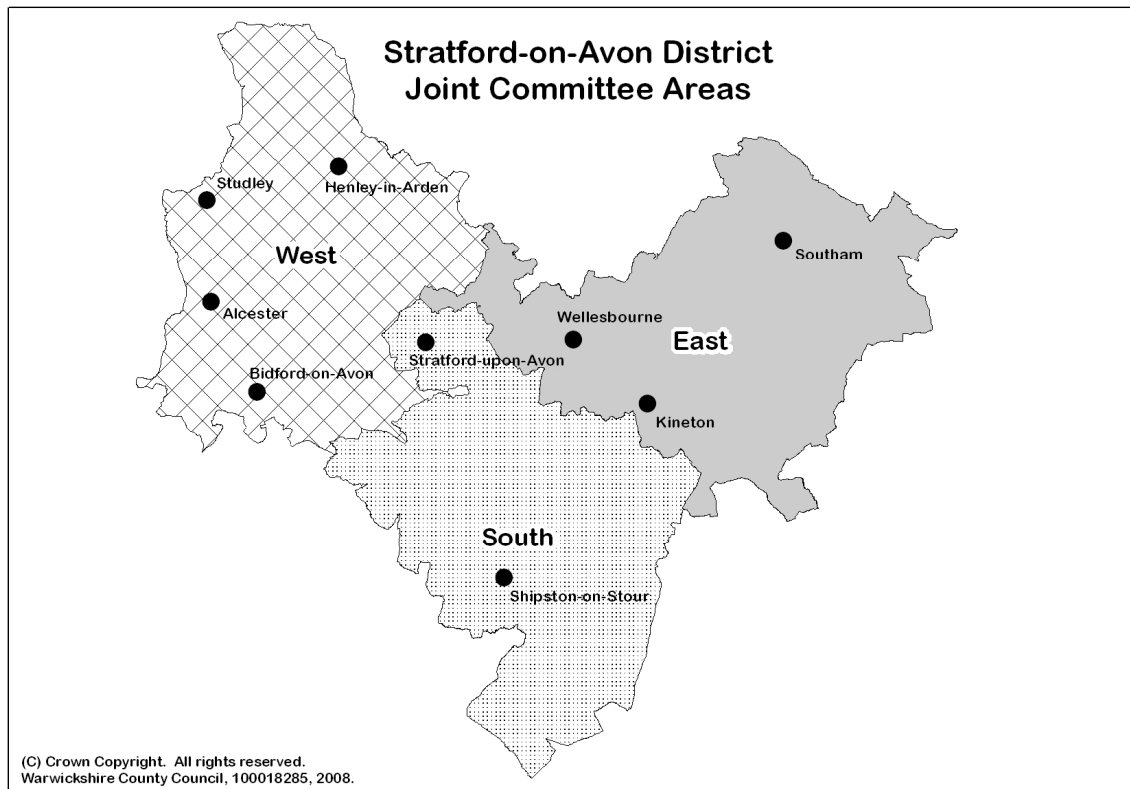 Stratford-on-Avon District
Joint Committee Areas
Studley
Henley-in-Arden
West
Southam
Alcester
Wellesbourne
East
Stratford-upon-Avon
Bidford-on-Avon
Kineton
South
Shipston-on-Stour
(C) Crown Copyright. All rights reserved.
Warwickshire County Council, 100018285, 2008.